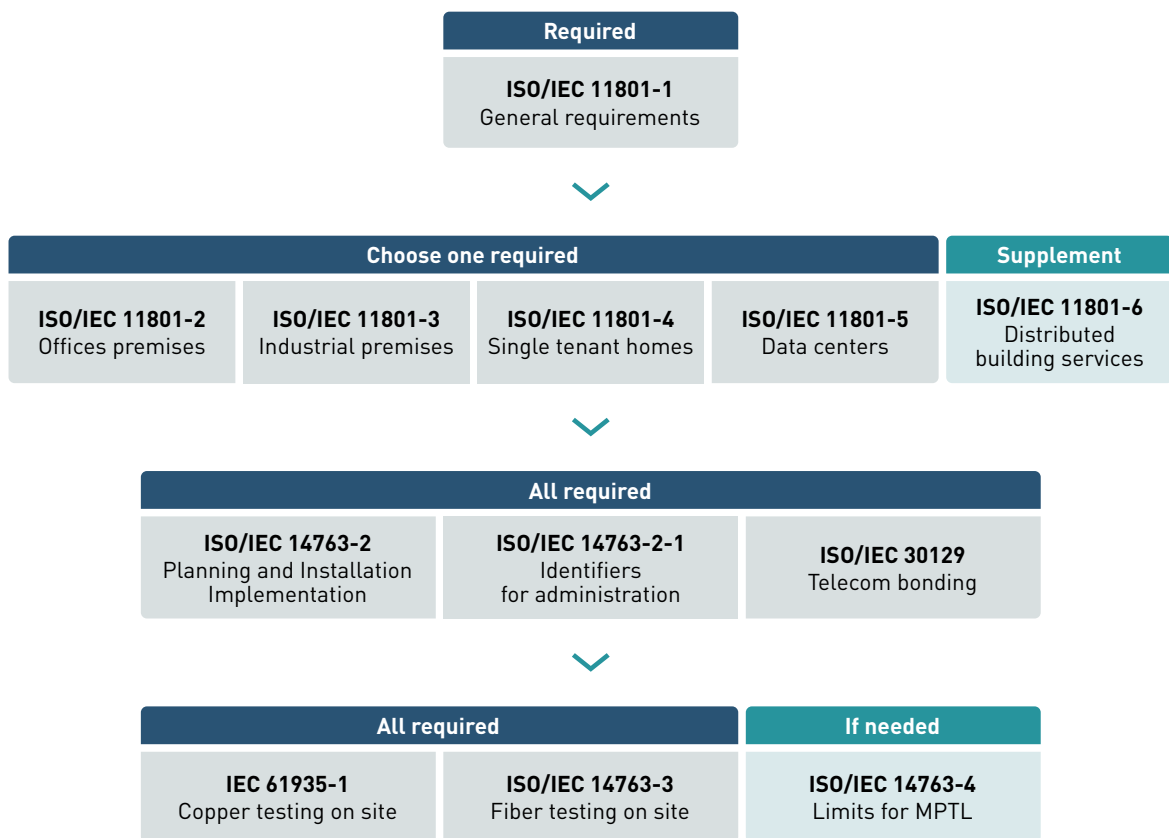 Required
ISO/IEC 11801-1
General requirements
Choose one required
Supplement
ISO/IEC 11801-2
Offices premises
ISO/IEC 11801-3
Industrial premises
ISO/IEC 11801-4
Single tenant homes
ISO/IEC 11801-5
Data centers
ISO/IEC 11801-6
Distributed
building services
All required
ISO/IEC 14763-2
Planning and Installation
Implementation
ISO/IEC 14763-2-1
Identifiers
for administration
ISO/IEC 30129
Telecom bonding
All required
If needed
IEC 61935-1
Copper testing on site
ISO/IEC 14763-3
Fiber testing on site
ISO/IEC 14763-4
Limits for MPTL